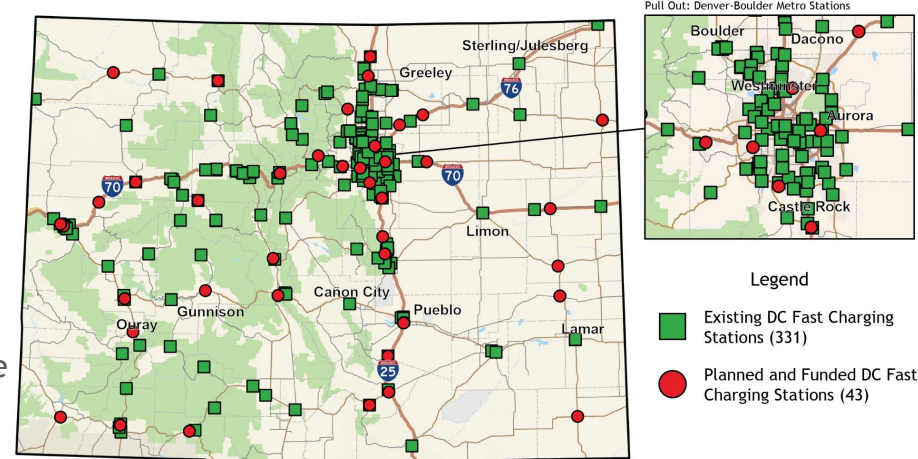 Pull Out: Denver-Boulder Metro Stations
Boulder
Dacono
Westminster
Aurora
Castle Rock
Sterling/Julesberg
Greeley
76
70
70
Limon
Cañon City
Gunnison
Pueblo
Ouray
Lamar
25
e
Legend
Existing DC Fast Charging
Stations (331)
Planned and Funded DC Fast
Charging Stations (43)